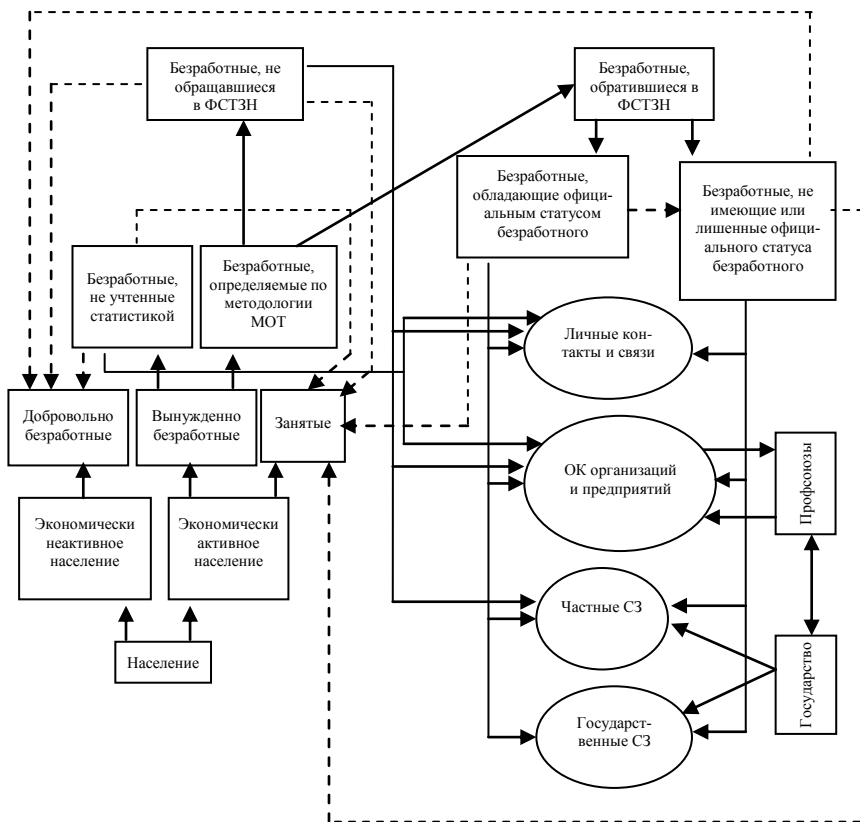 Безработные, не
обращавшиеся
в ФСТЗН
Безработные,
обратившиеся в
ФСТЗН
Безработные,
обладающие офици-
альным статусом
безработного
Безработные, не
имеющие или
лишенные офици-
ального статуса
безработного
Безработные,
не учтенные
статистикой
Безработные,
определяемые по
методологии
МОТ
Личные кон-
такты и связи
Добровольно
безработные
Вынужденно
безработные
Занятые
ОК организаций
и предприятий
Профсоюзы
Экономически
неактивное
население
Экономически
активное
население
Частные СЗ
Население
Государство
Государст-
венные СЗ